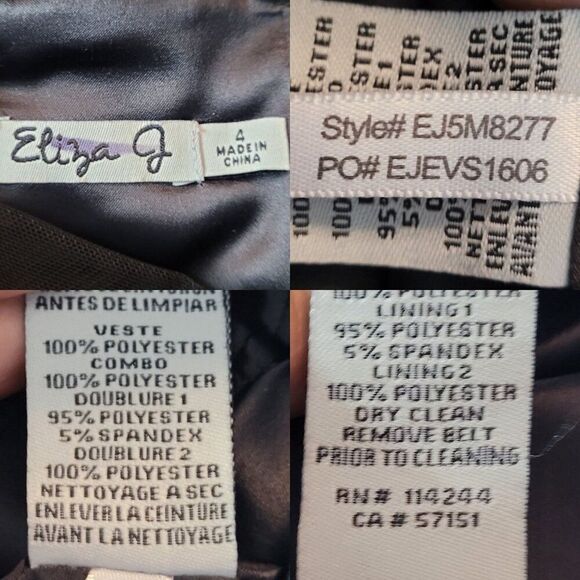 Eliza J
4
MADE IN
CHINA
Style# EJ5M8277
PO# EJEVS1606
ANTES DE LIMPIAR
VESTE
100% POLYESTER
COMBO
100% POLYESTER
DOUBLURE 1
95% POLYESTER
5% SPANDEX
DOUBLURE 2
100% POLYESTER
NETTOYAGE A SEC
ENLEVER LA CEINTURE
AVANT LA NETTOYAGE
100% POLYESTER
LINING 1
95% POLYESTER
5% SPANDEX
LINING 2
100% POLYESTER
DRY CLEAN
REMOVE BELT
PRIOR TO CLEANING
RN# 114244
CA# 57151